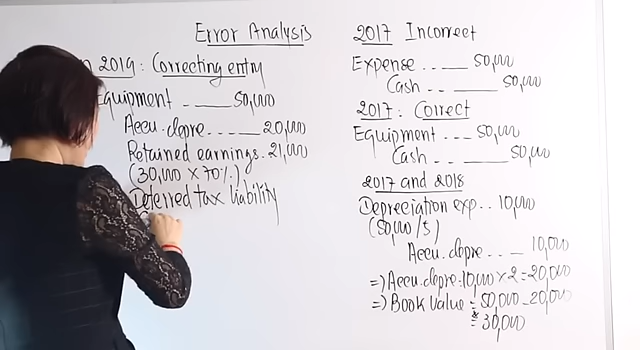 Error Analysis
2019: Correcting entry
Equipment - ____ 50,000
Accu. depre. . ____ 20,000
Retained earnings. 21,000
(30,000 x 70%)
Deferred tax liability
2017 Incorrect
Expense . . ____ 50,000
Cash . . ____ 50,000
2017: Correct
Equipment - - - 50,000
Cash . . ____ 50,000
2017 and 2018
Depreciation exp . . 10,000
(50,000/5)
Accu. depre . . __ 10,000
=) Accu. depre: 10,000 x 2 = 20,000
=) Book Value = 50,000 - 20,000
= 30,000